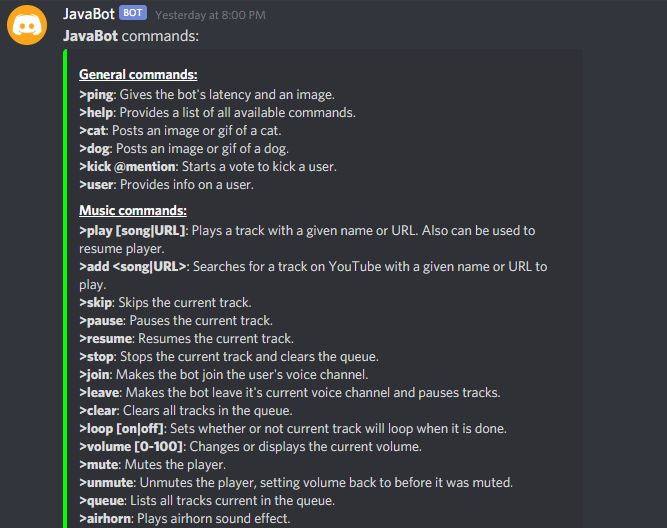 JavaBot BOT Yesterday at 8:00 PM
JavaBot commands:
General commands:
>ping: Gives the bot's latency and an image.
>help: Provides a list of all available commands.
>cat: Posts an image or gif of a cat.
>dog: Posts an image or gif of a dog.
>kick @mention: Starts a vote to kick a user.
>user: Provides info on a user.
Music commands:
>play [song|URL]: Plays a track with a given name or URL. Also can be used to
resume player.
>add <song|URL>: Searches for a track on YouTube with a given name or URL to
play.
>skip: Skips the current track.
>pause: Pauses the current track.
>resume: Resumes the current track.
>stop: Stops the current track and clears the queue.
>join: Makes the bot join the user's voice channel.
>leave: Makes the bot leave it's current voice channel and pauses tracks.
>clear: Clears all tracks in the queue.
>loop [on|off]: Sets whether or not current track will loop when it is done.
>volume [0-100]: Changes or displays the current volume.
>mute: Mutes the player.
>unmute: Unmutes the player, setting volume back to before it was muted.
>queue: Lists all tracks current in the queue.
>airhorn: Plays airhorn sound effect.